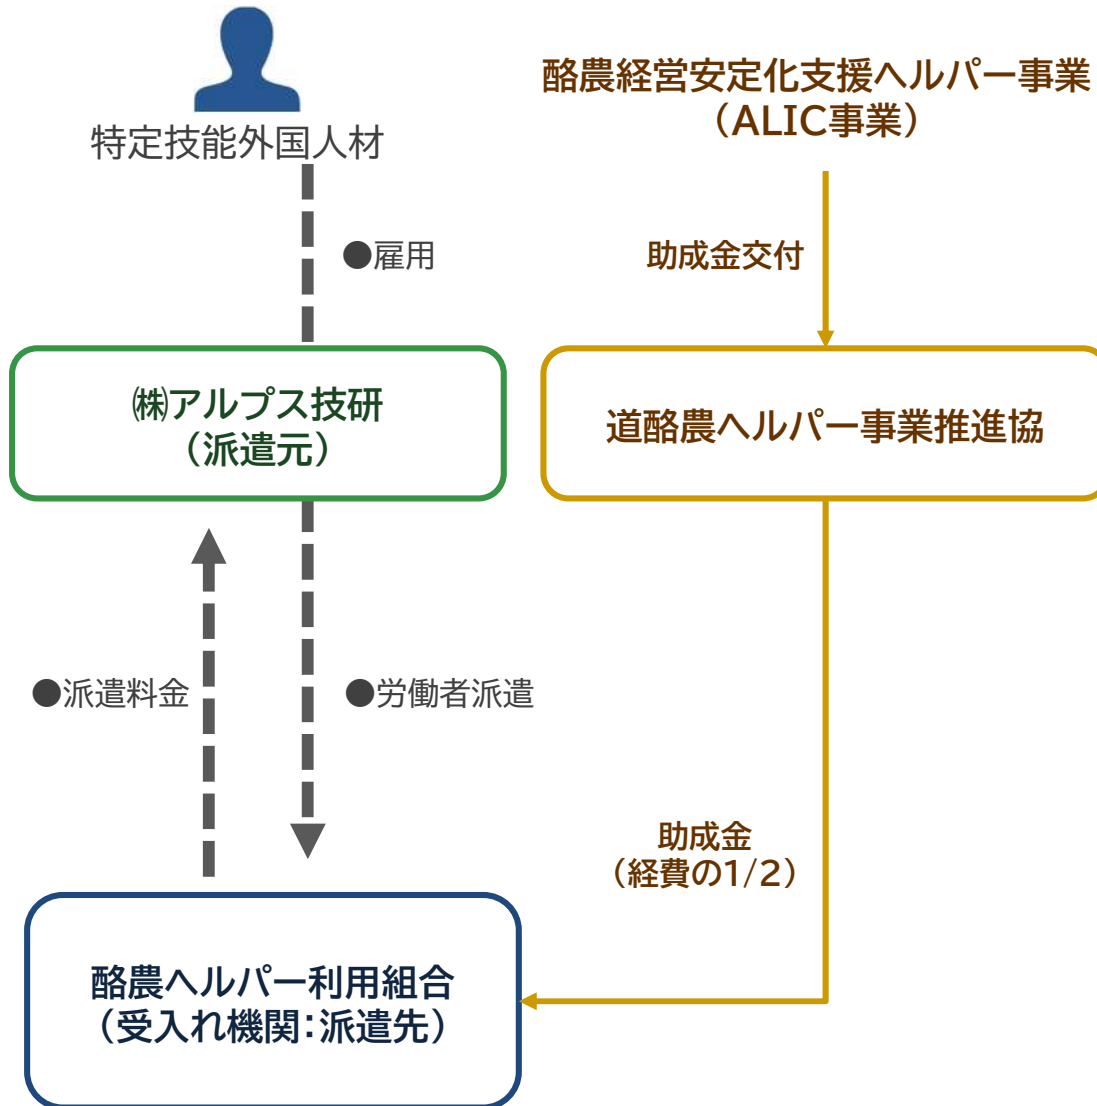 特定技能外国人材
酪農経営安定化支援ヘルパー事業
（ALIC事業）
●雇用
助成金交付
㈱アルプス技研
（派遣元）
道酪農ヘルパー事業推進協
●派遣料金
●労働者派遣
助成金
（経費の1/2）
酪農ヘルパー利用組合
（受入れ機関：派遣先）